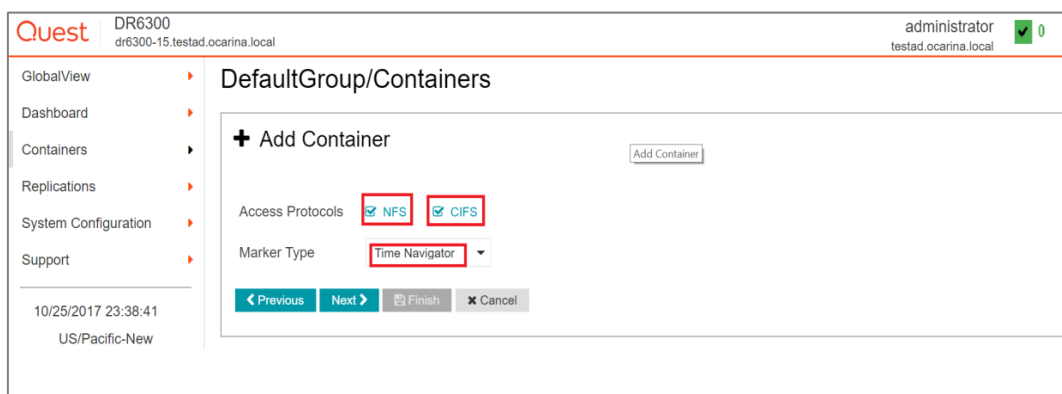 Quest
DR6300
dr6300-15.testad.ocarina.local
administrator
testad.ocarina.local
0
GlobalView
Dashboard
Containers
Replications
System Configuration
Support
10/25/2017 23:38:41
US/Pacific-New
DefaultGroup/Containers
Add Container
Add Container
Access Protocols NFS CIFS
Marker Type Time Navigator
Previous Next Finish Cancel